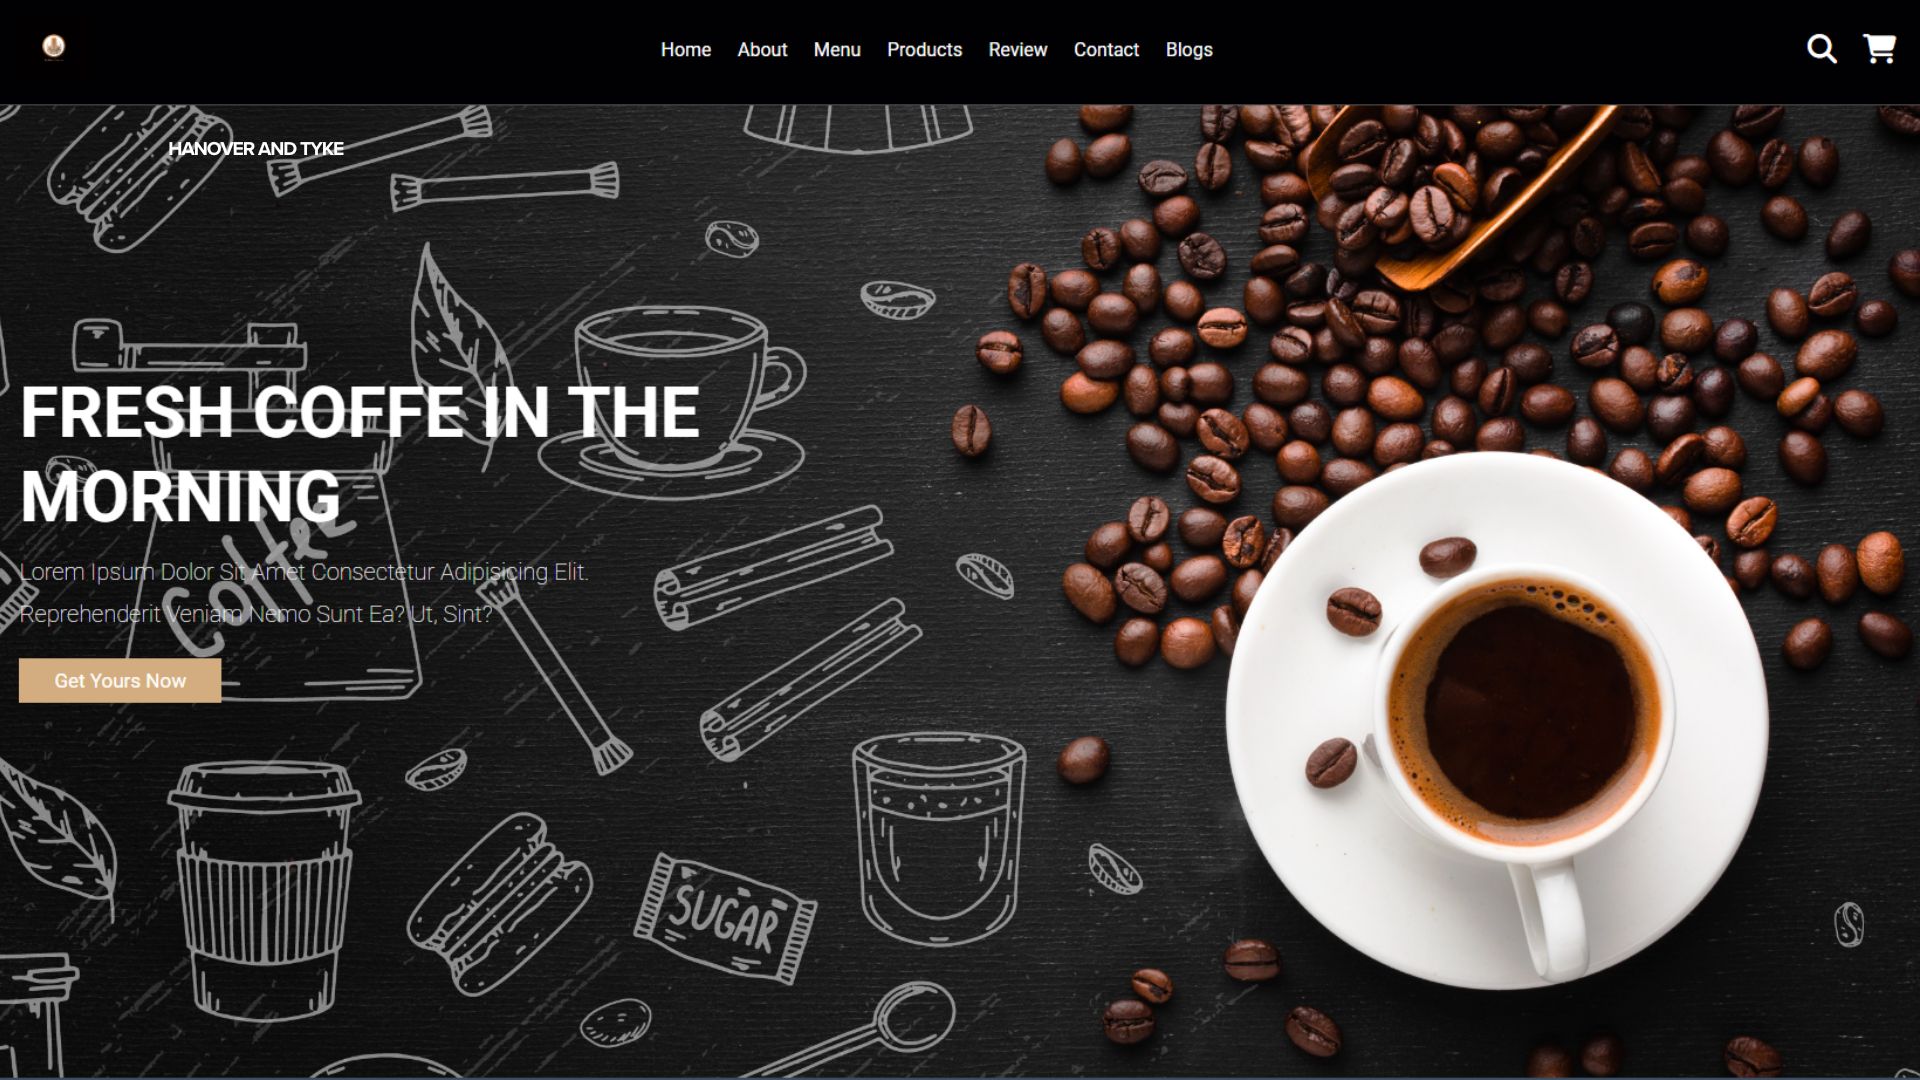 Home About Menu Products Review Contact Blogs
HANOVER AND TYKE
FRESH COFFE IN THE
MORNING
Coffee
Lorem Ipsum Dolor Sit Amet Consectetur Adipisicing Elit.
Reprehenderit Veniam Nemo Sunt Ea? Ut, Sint?
Get Yours Now
SUGAR